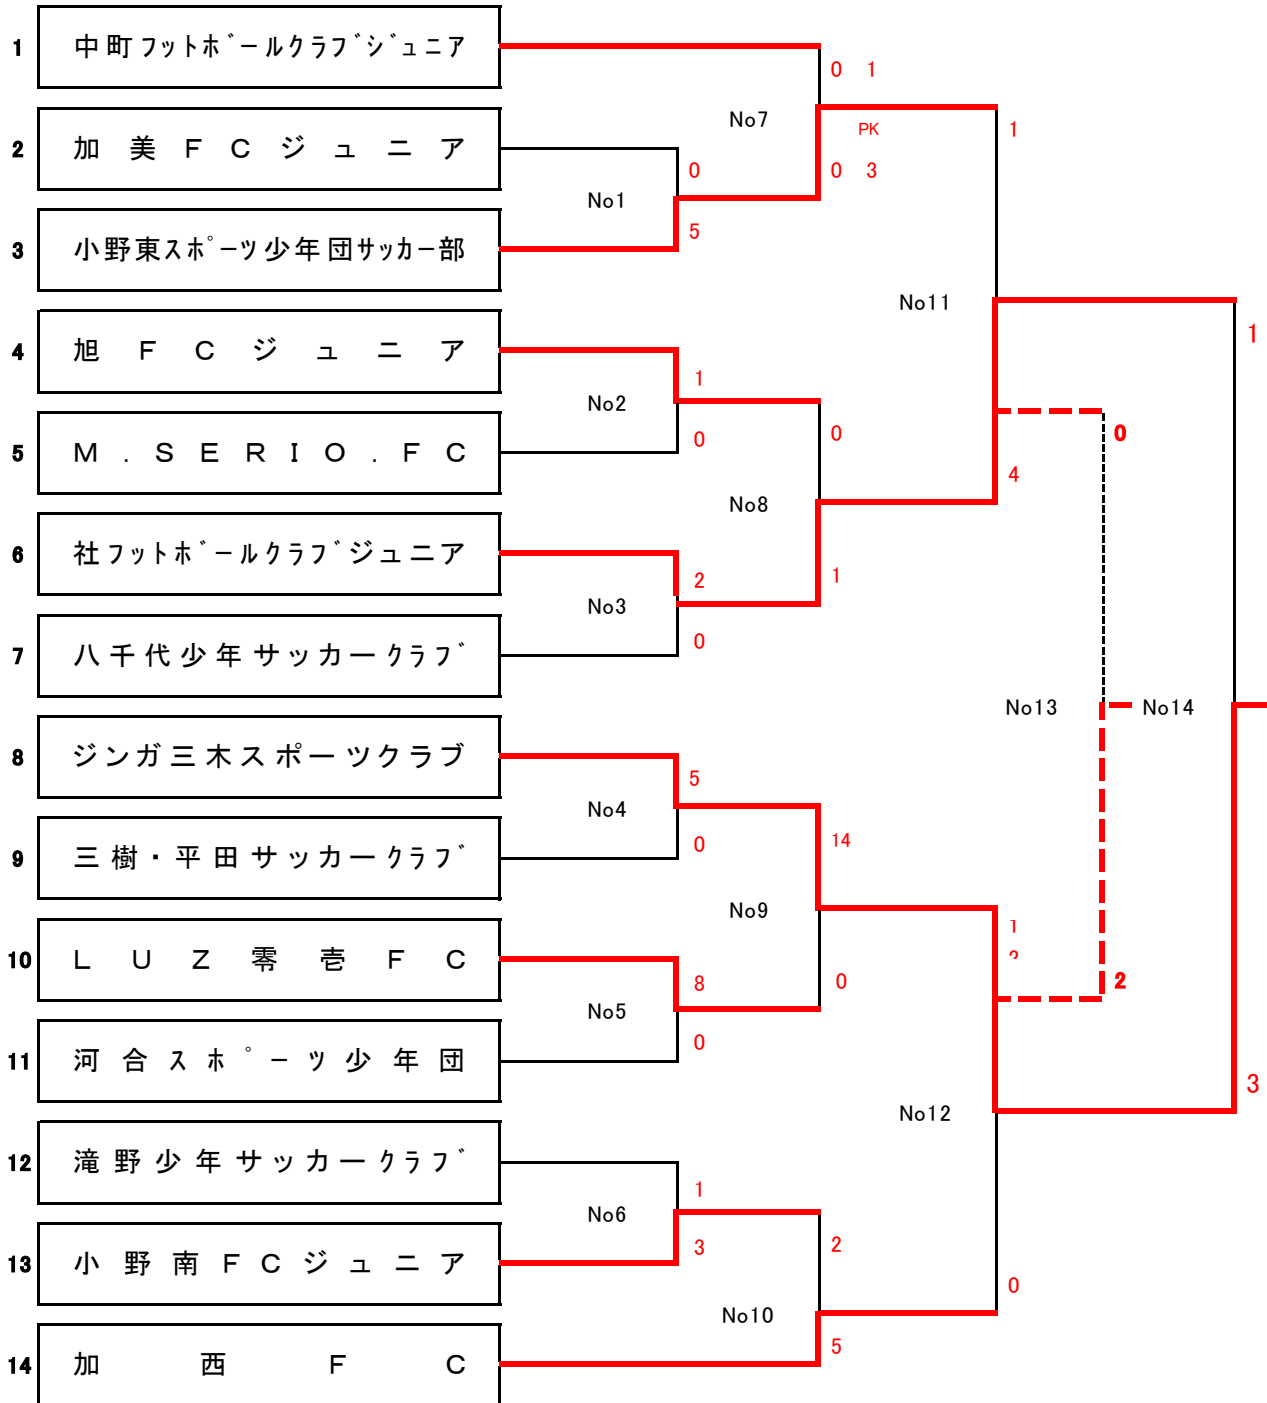 1 中町フットボールクラブジュニア
0 1
No7
PK
1
2 加美FCジュニア
0
0 3
No1
5
3 小野東スポーツ少年団サッカー部
No11
1
4 旭FCジュニア
1
No2
0
0
0
5 M.SERIO.FC
4
No8
6 社フットボールクラブジュニア
2
1
No3
0
7 八千代少年サッカークラブ
No13
No14
8 ジンガ三木スポーツクラブ
5
No4
14
0
9 三樹・平田サッカークラブ
No9
1
10 LUZ零壱FC
8
0
2
No5
0
11 河合スポーツ少年団
3
No12
12 滝野少年サッカークラブ
1
No6
3
2
13 小野南FCジュニア
0
No10
5
14 加西FC